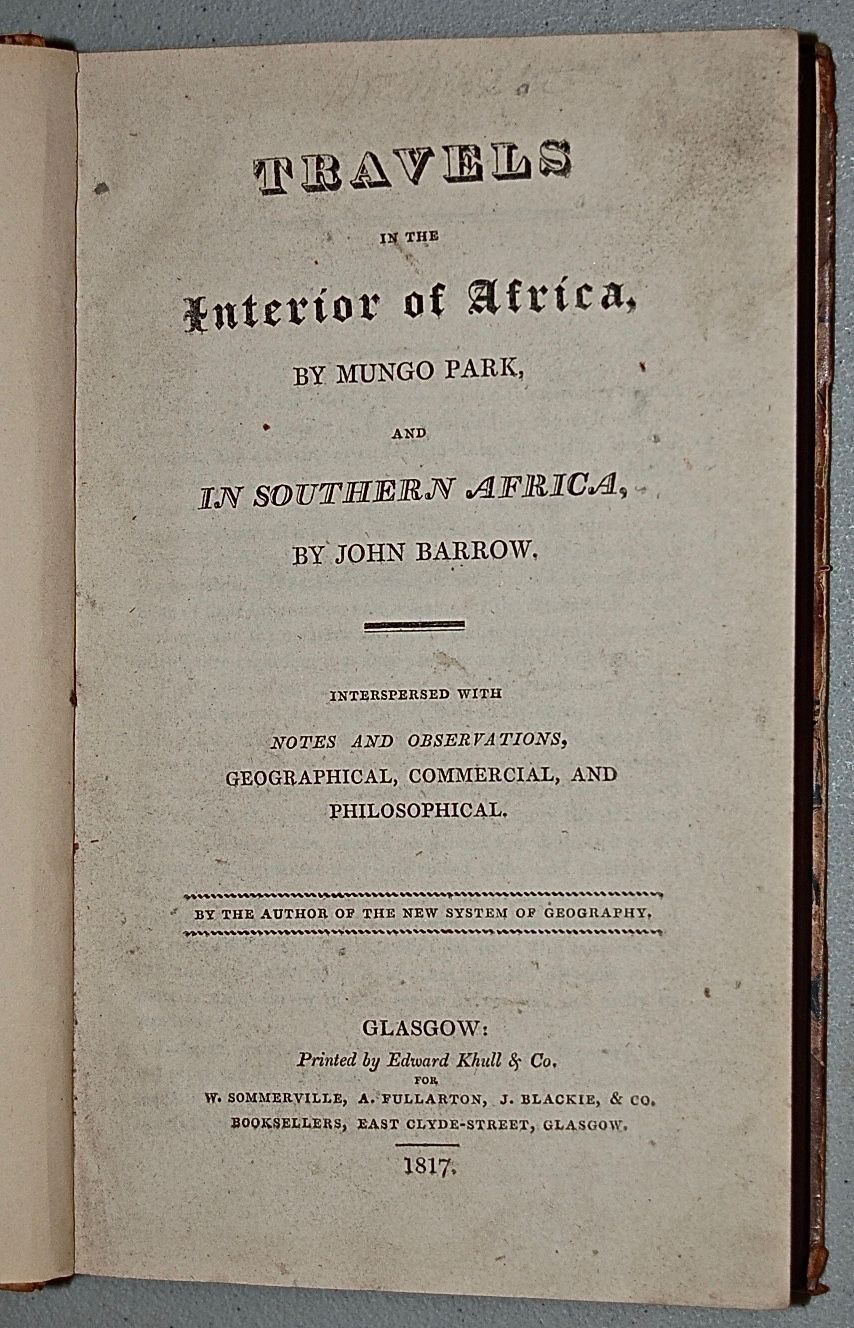 TRAVELS
IN THE
Interior of Africa,
BY MUNGO PARK,
AND
IN SOUTHERN AFRICA,
BY JOHN BARROW.
INTERSPERSED WITH
NOTES AND OBSERVATIONS,
GEOGRAPHICAL, COMMERCIAL, AND
PHILOSOPHICAL.
BY THE AUTHOR OF THE NEW SYSTEM OF GEOGRAPHY.
GLASGOW:
Printed by Edward Khull & Co.
FOR
W. SOMMERVILLE, A. FULLARTON, J. BLACKIE, & CO.
BOOKSELLERS, EAST CLYDE-STREET, GLASGOW.
1817.